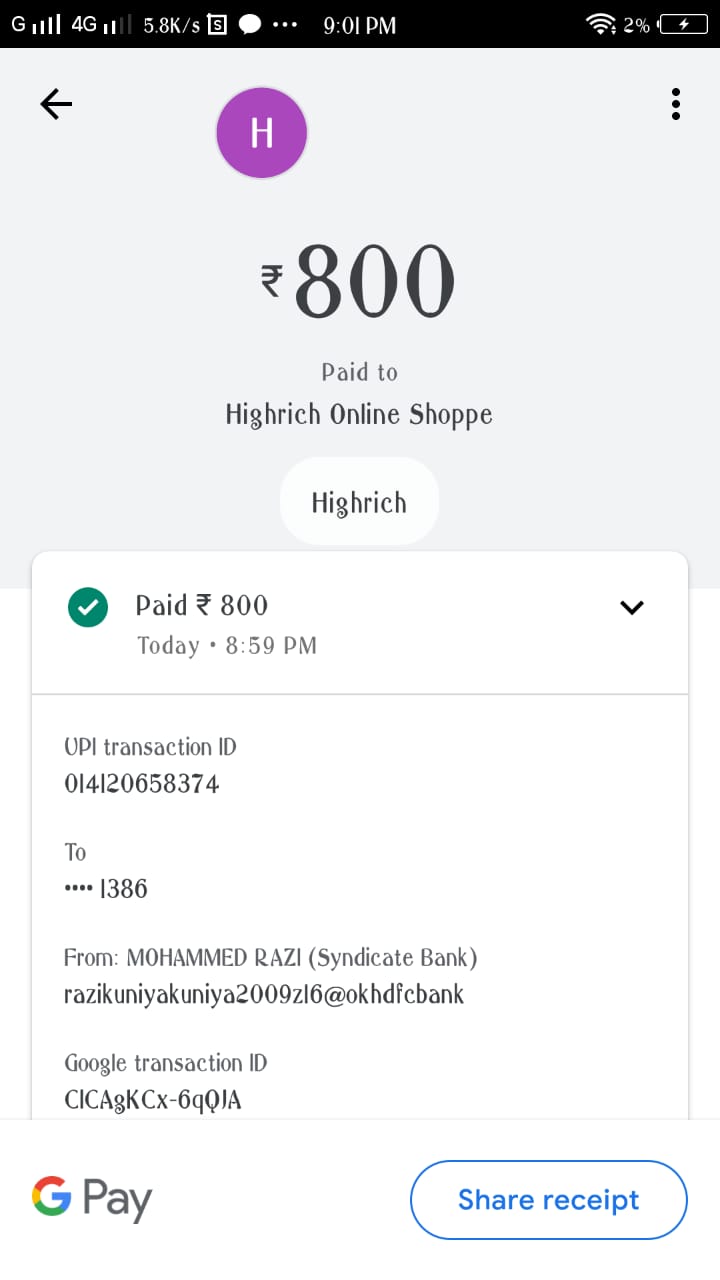 G 4G 5.8K/s S 9:01 PM 2%
H
₹800
Paid to
Highrich Online Shoppe
Highrich
Paid ₹ 800
Today • 8:59 PM
UPI transaction ID
014120658374
To
•••• 1386
From: MOHAMMED RAZI (Syndicate Bank)
razikuniyakuniya2009z16@okhdfcbank
Google transaction ID
CICAgKCx-6qQJA
G Pay
Share receipt